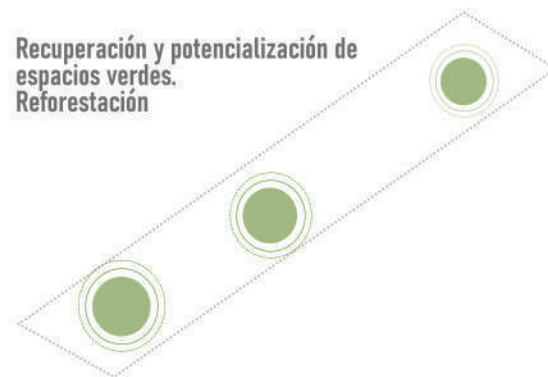 Recuperación y potencialización de
espacios verdes.
Reforestación